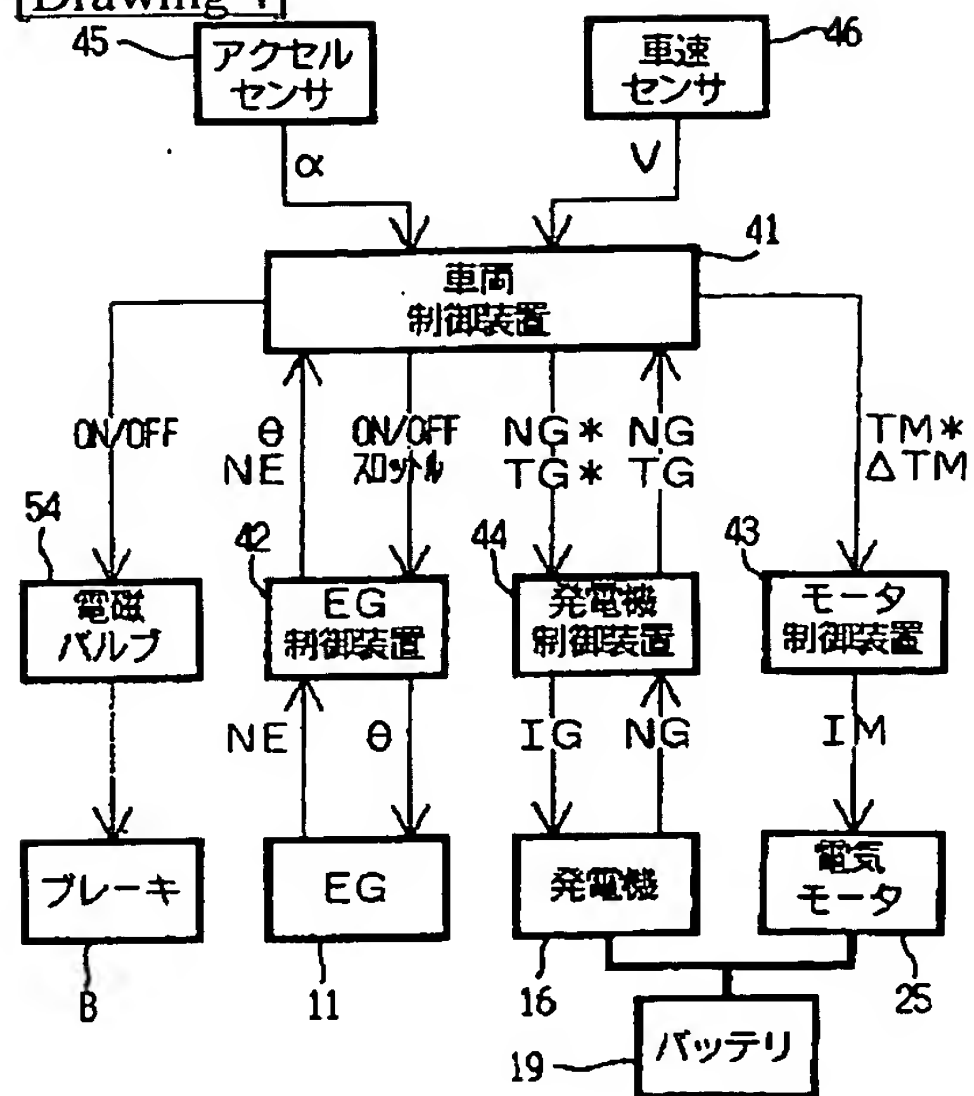 [Drawing 4]
45
アクセル
センサ
車速
センサ
46
α
V
41
車両
制御装置
ON/OFF
θ
NE
ON/OFF
スロットル
NG*
TG*
NG
TG
TM*
ΔTM
54
電磁
バルブ
42
EG
制御装置
44
発電機
制御装置
43
モータ
制御装置
NE
θ
IG
NG
IM
ブレーキ
EG
発電機
電気
モータ
B
11
16
25
19
バッテリ